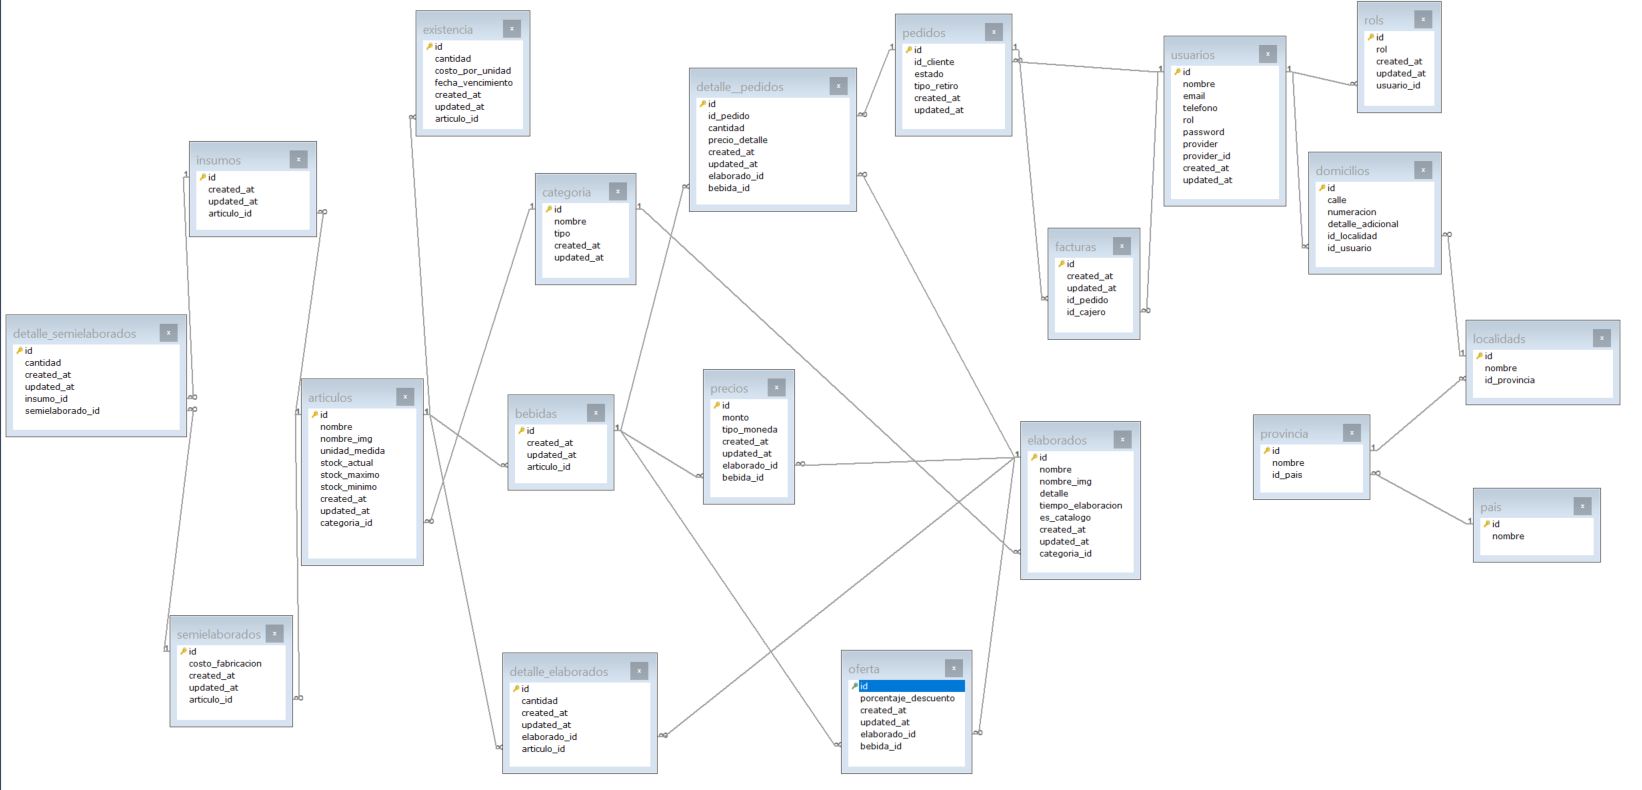 existencia
id
cantidad
costo_por_unidad
fecha_vencimiento
created_at
updated_at
articulo_id
pedidos
id
id_cliente
estado
tipo_retiro
created_at
updated_at
rols
id
rol
created_at
updated_at
usuario_id
usuarios
id
nombre
email
telefono
rol
password
provider
provider_id
created_at
updated_at
detalle__pedidos
id
id_pedido
cantidad
precio_detalle
created_at
updated_at
elaborado_id
bebida_id
insumos
id
created_at
updated_at
articulo_id
categoria
id
nombre
tipo
created_at
updated_at
domicilios
id
calle
numeracion
detalle_adicional
id_localidad
id_usuario
facturas
id
created_at
updated_at
id_pedido
id_cajero
detalle_semielaborados
id
cantidad
created_at
updated_at
insumo_id
semielaborado_id
localidads
id
nombre
id_provincia
articulos
id
nombre
nombre_img
unidad_medida
stock_actual
stock_maximo
stock_minimo
created_at
updated_at
categoria_id
bebidas
id
created_at
updated_at
articulo_id
precios
id
monto
tipo_moneda
created_at
updated_at
elaborado_id
bebida_id
elaborados
id
nombre
nombre_img
detalle
tiempo_elaboracion
es_catalogo
created_at
updated_at
categoria_id
provincia
id
nombre
id_pais
pais
id
nombre
semielaborados
id
costo_fabricacion
created_at
updated_at
articulo_id
detalle_elaborados
id
cantidad
created_at
updated_at
elaborado_id
articulo_id
oferta
id
porcentaje_descuento
created_at
updated_at
elaborado_id
bebida_id